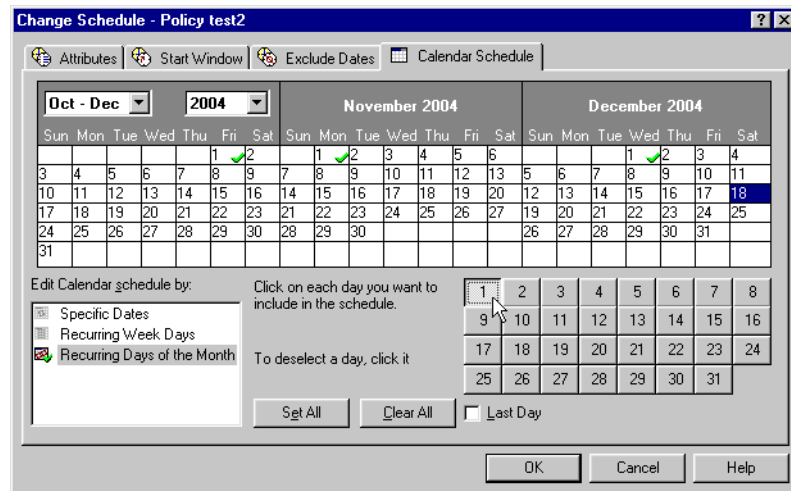 Change Schedule - Policy test2
Attributes Start Window Exclude Dates Calendar Schedule
Oct - Dec 2004 November 2004 December 2004
Sun Mon Tue Wed Thu Fri Sat Sun Mon Tue Wed Thu Fri Sat Sun Mon Tue Wed Thu Fri Sat
1 2 1 2 3 4 5 6 1 2 3 4
3 4 5 6 7 8 9 7 8 9 10 11 12 13 5 6 7 8 9 10 11
10 11 12 13 14 15 16 14 15 16 17 18 19 20 12 13 14 15 16 17 18
17 18 19 20 21 22 23 21 22 23 24 25 26 27 19 20 21 22 23 24 25
24 25 26 27 28 29 30 28 29 30 26 27 28 29 30 31
31
Edit Calendar schedule by:
Specific Dates
Recurring Week Days
Recurring Days of the Month
Click on each day you want to
include in the schedule.
To deselect a day, click it
1 2 3 4 5 6 7 8
9 10 11 12 13 14 15 16
17 18 19 20 21 22 23 24
25 26 27 28 29 30 31
Set All Clear All Last Day
OK Cancel Help